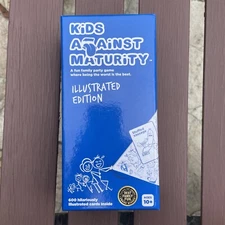 KiDS
AGAiNST
MATURiTY
A fun family party game
where being the worst is the best.
ILLUSTRATED
EDITION
600 hilariously
illustrated cards inside
AGES
10+